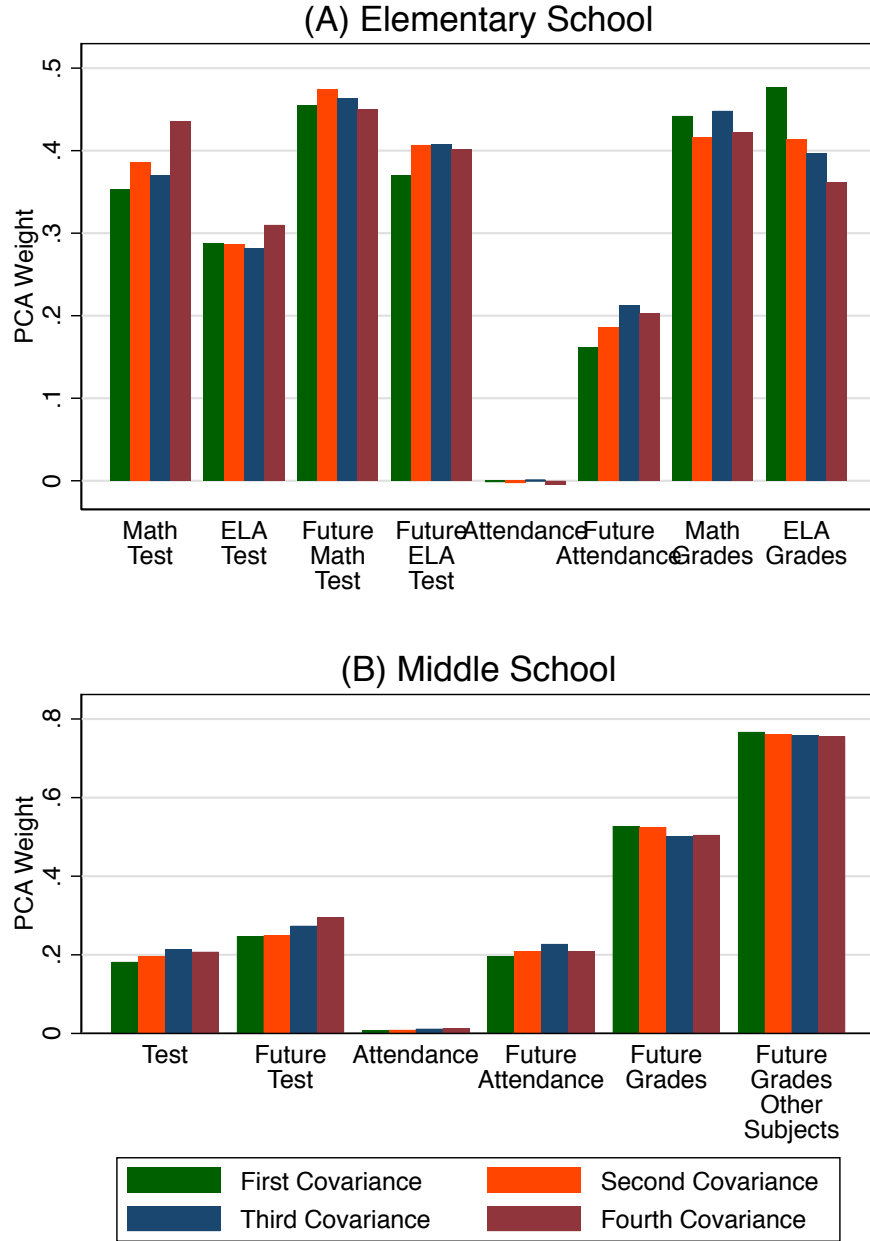 (A) Elementary School
PCA Weight
.5
.4
.3
.2
.1
0
Math
Test
ELA
Test
Future
Math
Test
Future
ELA
Test
Attendance
Future
Attendance
Math
Grades
ELA
Grades
(B) Middle School
PCA Weight
.8
.6
.4
.2
0
Test
Future
Test
Attendance
Future
Attendance
Future
Grades
Future
Grades
Other
Subjects
First Covariance
Second Covariance
Third Covariance
Fourth Covariance